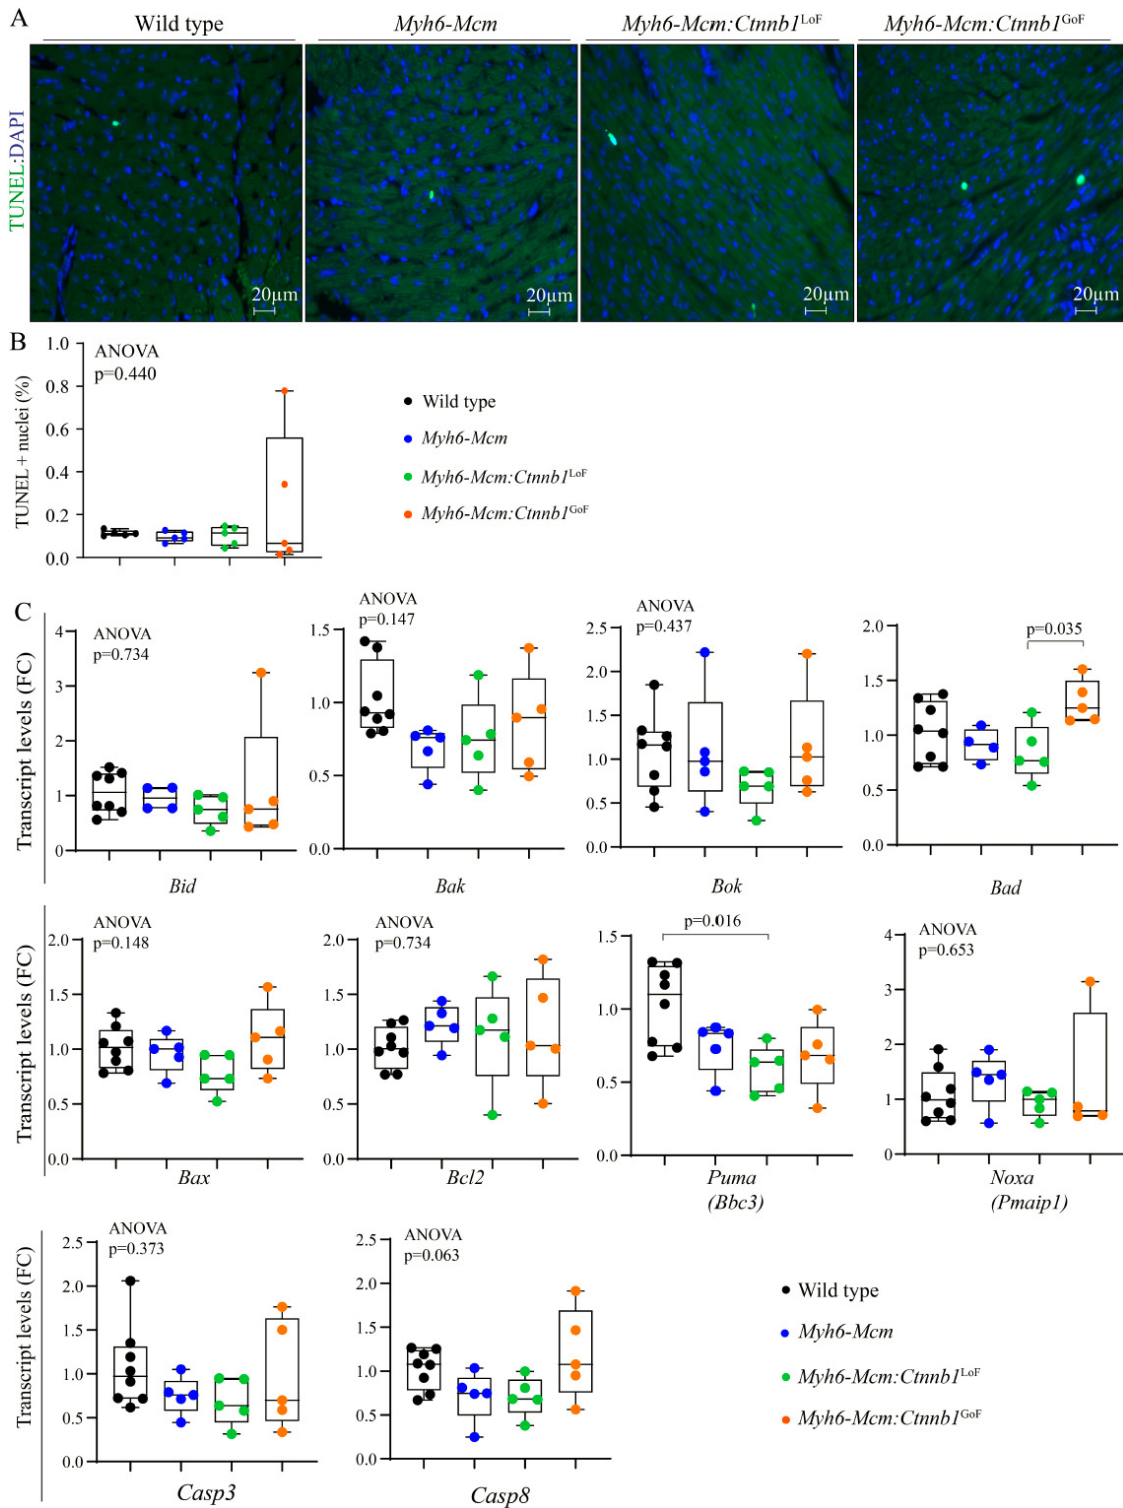 A
Wild type
Myh6-Mcm
Myh6-Mcm:Ctnnb1LoF
Myh6-Mcm:Ctnnb1GoF
TUNEL:DAPI
20µm
20µm
20µm
20µm
B
TUNEL + nuclei (%)
1.0
0.8
0.6
0.4
0.2
0.0
ANOVA
p=0.440
Wild type
Myh6-Mcm
Myh6-Mcm:Ctnnb1LoF
Myh6-Mcm:Ctnnb1GoF
C
Transcript levels (FC)
4
3
2
1
0
ANOVA
p=0.734
Bid
1.5
1.0
0.5
0.0
ANOVA
p=0.147
Bak
2.5
2.0
1.5
1.0
0.5
0.0
ANOVA
p=0.437
Bok
2.0
1.5
1.0
0.5
0.0
p=0.035
Bad
Transcript levels (FC)
2.0
1.5
1.0
0.5
0.0
ANOVA
p=0.148
Bax
2.0
1.5
1.0
0.5
0.0
ANOVA
p=0.734
Bcl2
1.5
1.0
0.5
0.0
p=0.016
Puma
(Bbc3)
4
3
2
1
0
ANOVA
p=0.653
Noxa
(Pmaip1)
Transcript levels (FC)
2.5
2.0
1.5
1.0
0.5
0.0
ANOVA
p=0.373
Casp3
2.5
2.0
1.5
1.0
0.5
0.0
ANOVA
p=0.063
Casp8
Wild type
Myh6-Mcm
Myh6-Mcm:Ctnnb1LoF
Myh6-Mcm:Ctnnb1GoF